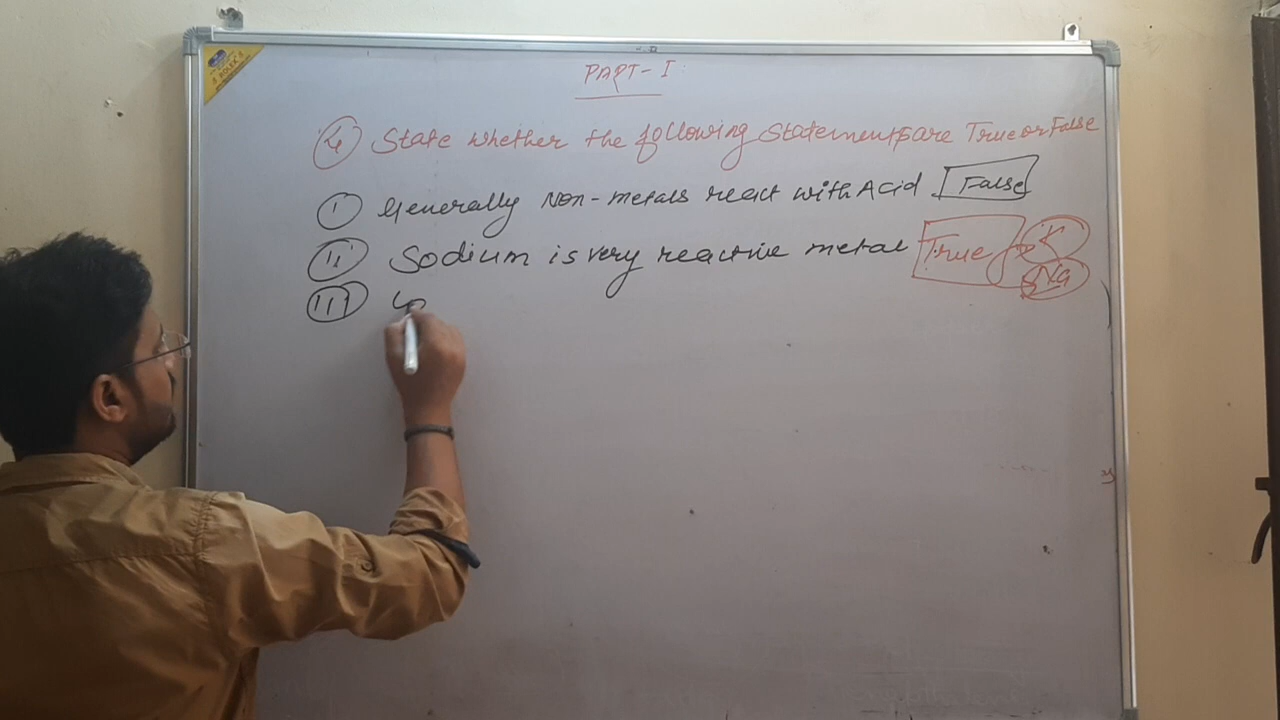 PART-I
4 State whether the following Statements are True or False
i Generally Non-metals react with Acid [False]
ii Sodium is very reactive metal True K
Na
iii